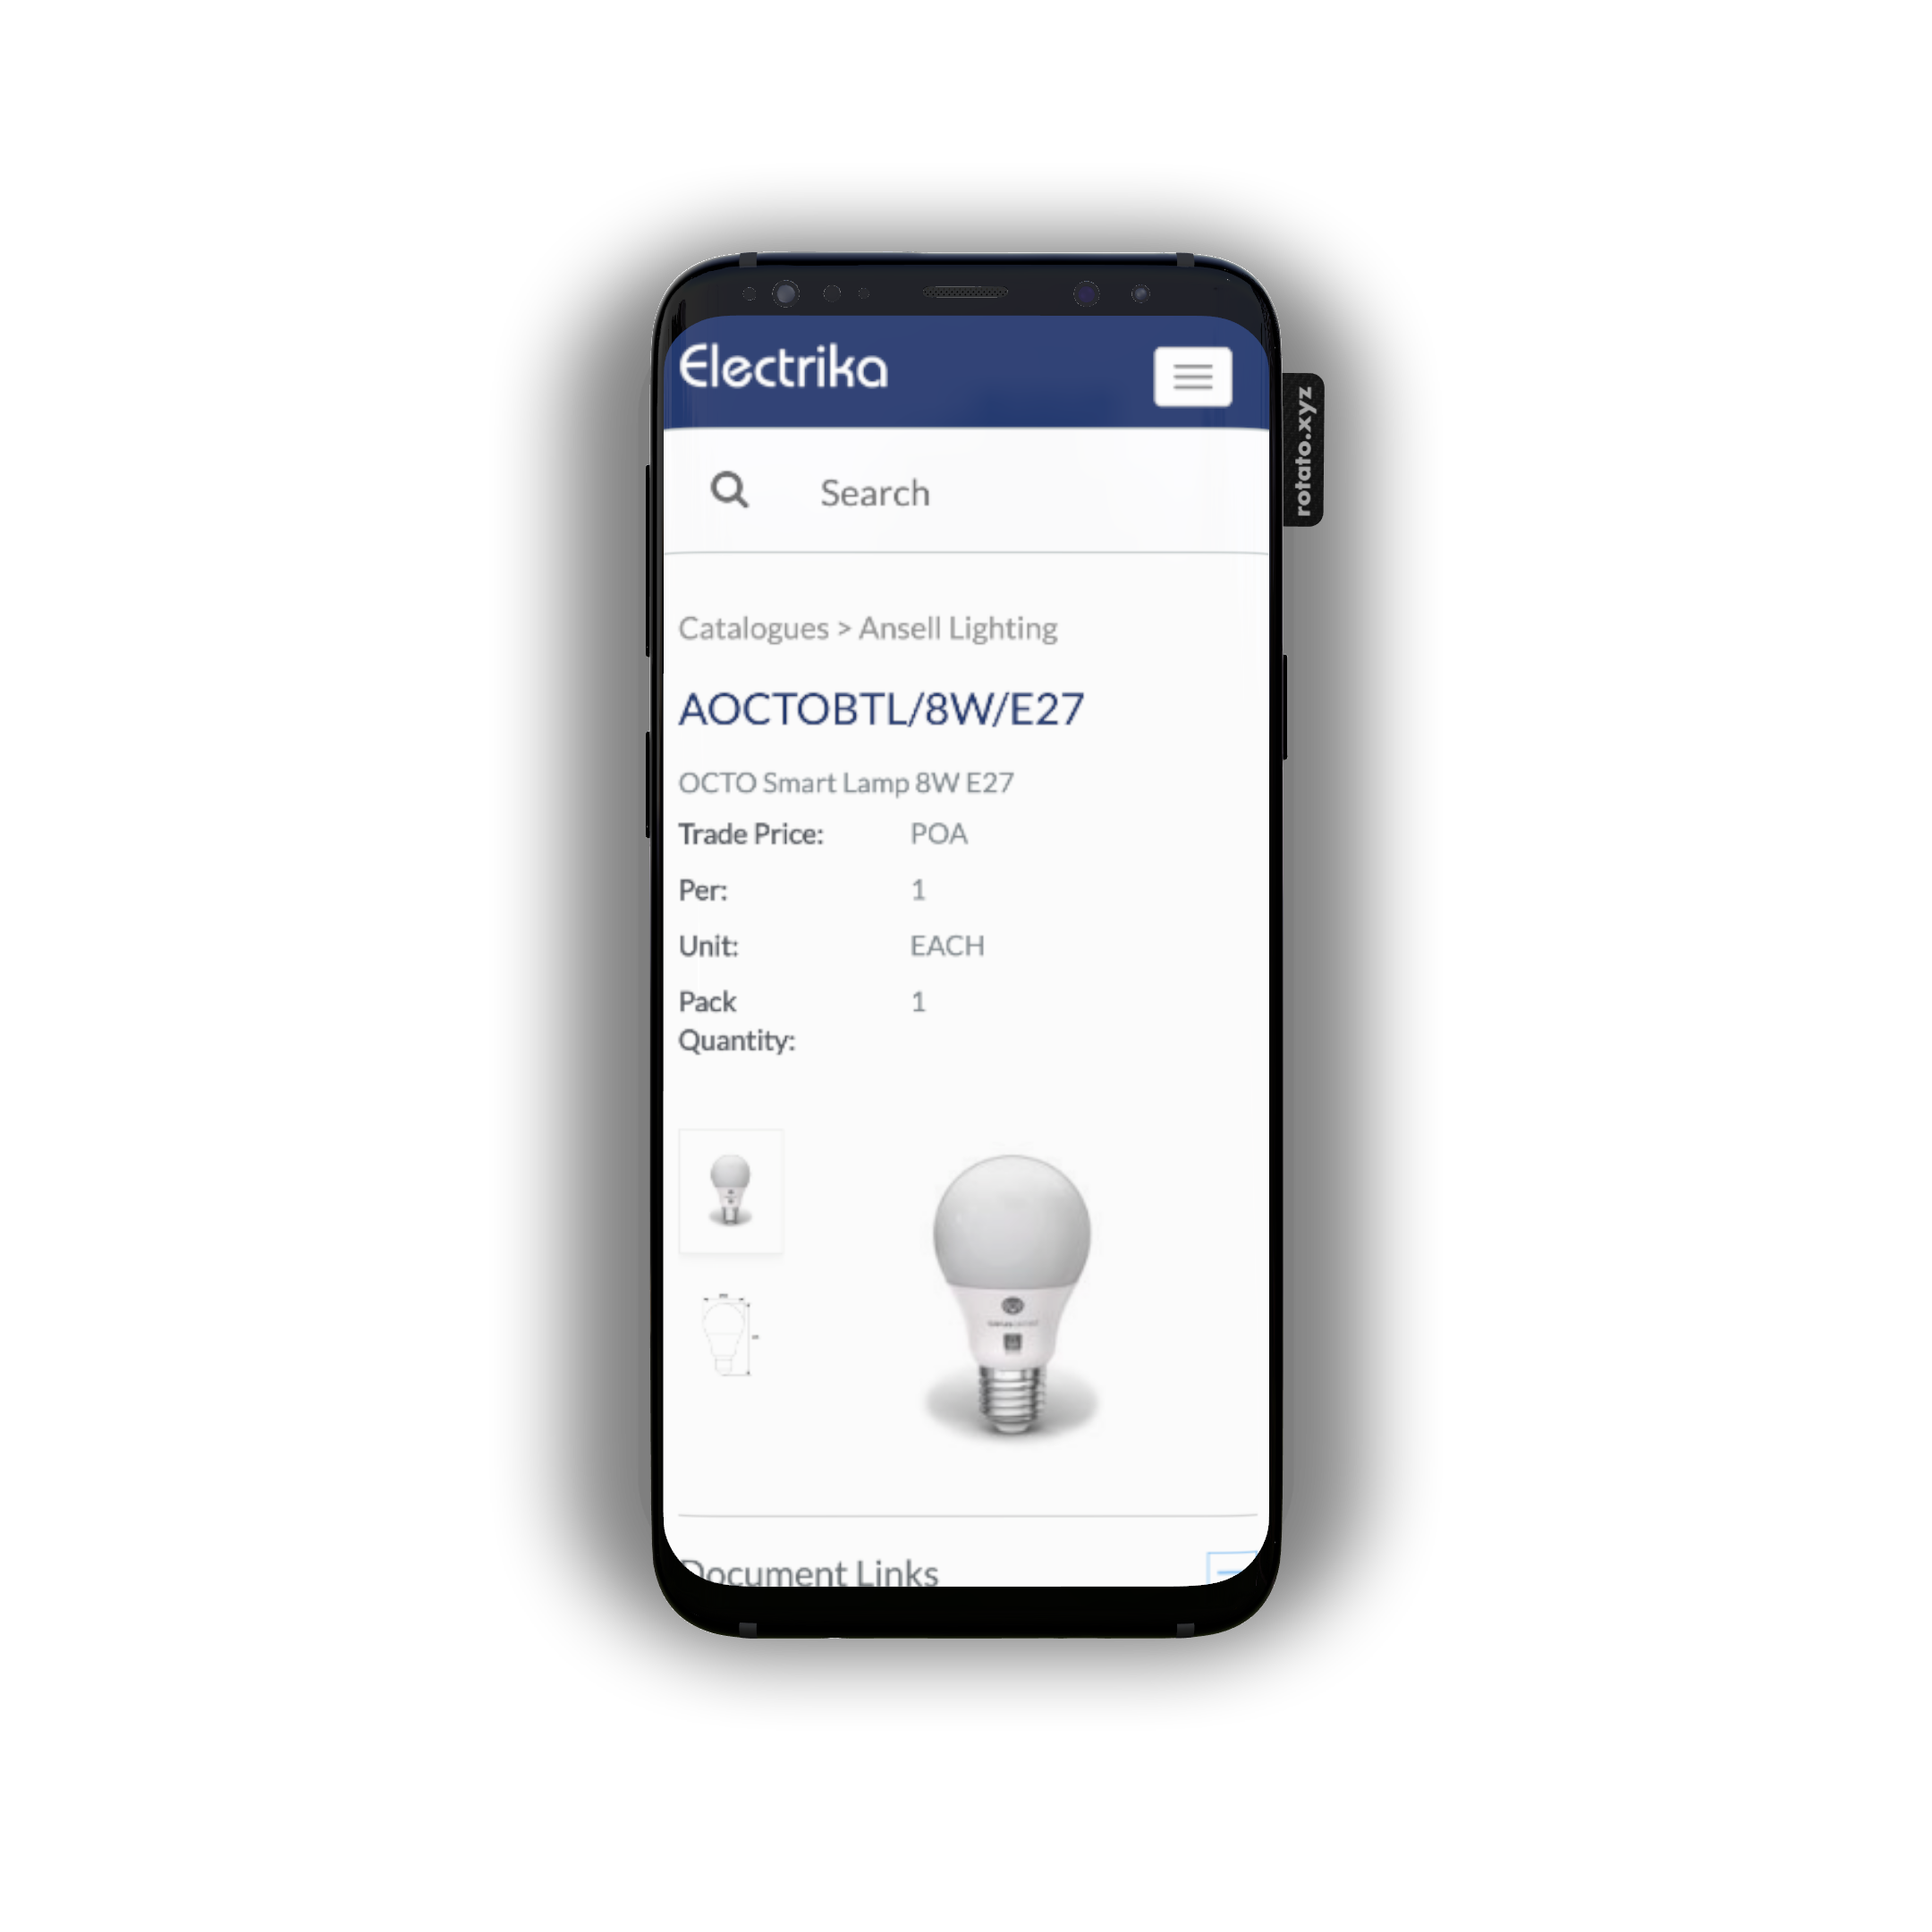 Electrika
rotato.xyz
Search
Catalogues > Ansell Lighting
AOCTOBTL/8W/E27
OCTO Smart Lamp 8W E27
Trade Price: POA
Per: 1
Unit: EACH
Pack 1
Quantity:
Document Links